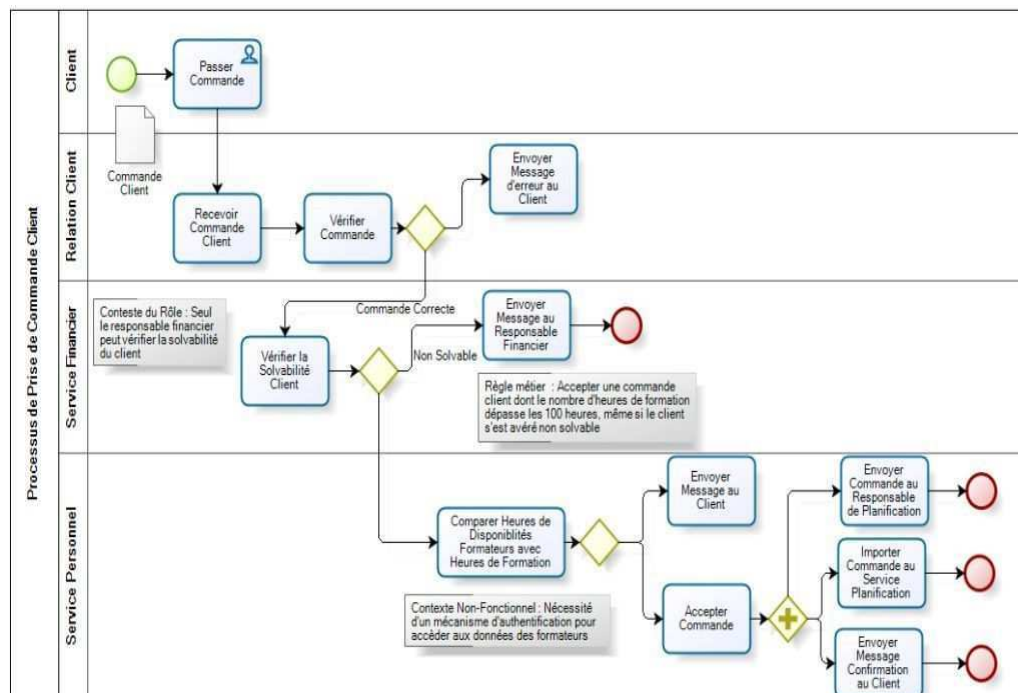 Processus de Prise de Commande Client
Client
Passer
Commande
Commande
Client
Relation Client
Recevoir
Commande
Client
Vérifier
Commande
Envoyer
Message
d'erreur au
Client
Service Financier
Conteste du Rôle : Seul
le responsable financier
peut vérifier la solvabilité
du client
Commande Correcte
Vérifier la
Solvabilité
Client
Non Solvable
Envoyer
Message au
Responsable
Financier
Règle métier : Accepter une commande
client dont le nombre d'heures de formation
dépasse les 100 heures, même si le client
s'est avéré non solvable
Service Personnel
Comparer Heures de
Disponiblités
Formateurs avec
Heures de Formation
Contexte Non-Fonctionnel : Nécessité
d'un mécanisme d'authentification pour
accèder aux données des formateurs
Envoyer
Message au
Client
Accepter
Commande
Envoyer
Commande au
Responsable
de Planification
Importer
Commande au
Service
Planification
Envoyer
Message
Confirmation
au Client